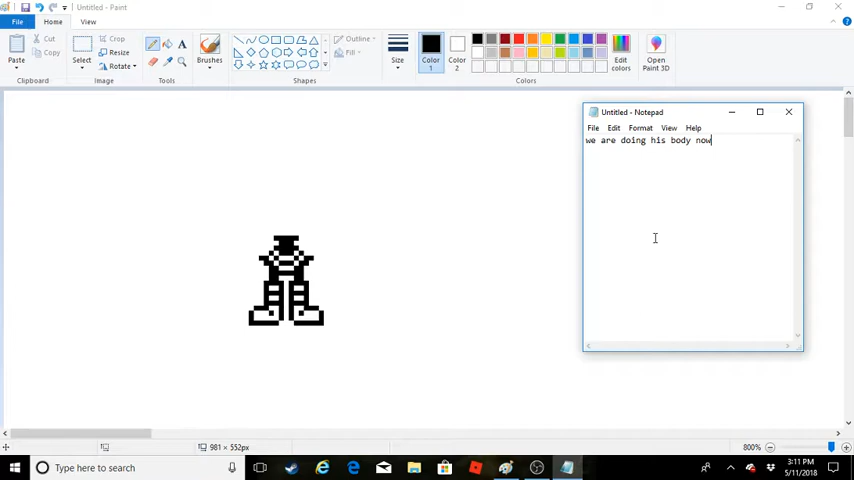 Untitled - Paint
File
Home
View
Paste
Cut
Copy
Clipboard
Select
Crop
Resize
Rotate
Image
A
Tools
Brushes
Outline
Fill
Shapes
Size
Color 1
Color 2
Edit colors
Open Paint 3D
Colors
Untitled - Notepad
File Edit Format View Help
we are doing his body now
981 × 552px
800%
Type here to search
3:11 PM
5/11/2018